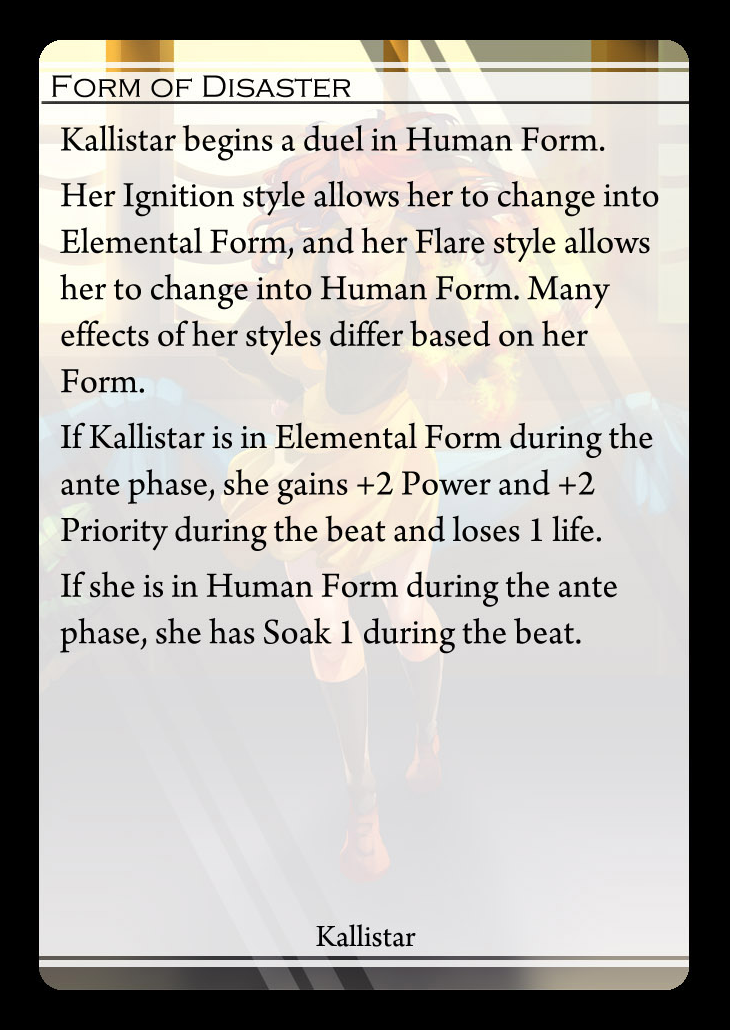 Form of Disaster
Kallistar begins a duel in Human Form.
Her Ignition style allows her to change into
Elemental Form, and her Flare style allows
her to change into Human Form. Many
effects of her styles differ based on her
Form.
If Kallistar is in Elemental Form during the
ante phase, she gains +2 Power and +2
Priority during the beat and loses 1 life.
If she is in Human Form during the ante
phase, she has Soak 1 during the beat.
Kallistar